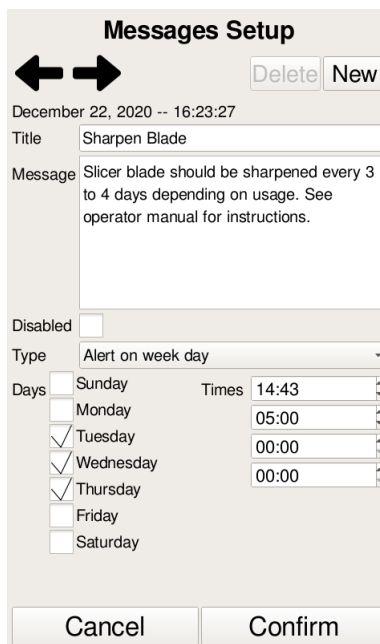 Messages Setup
Delete New
December 22, 2020 -- 16:23:27
Title Sharpen Blade
Message Slicer blade should be sharpened every 3
to 4 days depending on usage. See
operator manual for instructions.
Disabled
Type Alert on week day
Days Sunday Times 14:43
Monday 05:00
Tuesday 00:00
Wednesday 00:00
Thursday
Friday
Saturday
Cancel Confirm